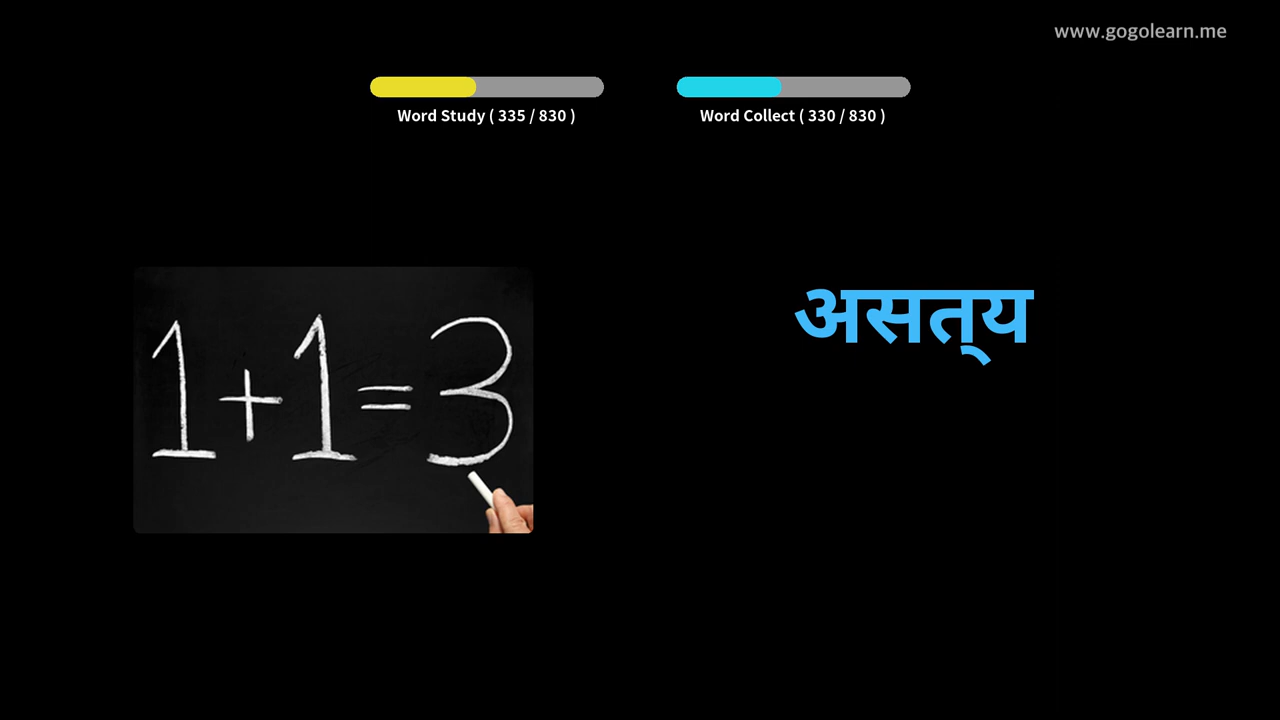 www.gogolearn.me
Word Study ( 335 / 830 )
Word Collect ( 330 / 830 )
1+1=3
असत्‌य